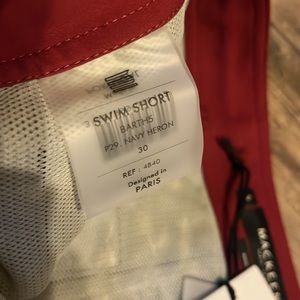 SWIM SHORT
BARTHS
P29. NAVY HERON
30
REF : 4840
Designed in
PARIS